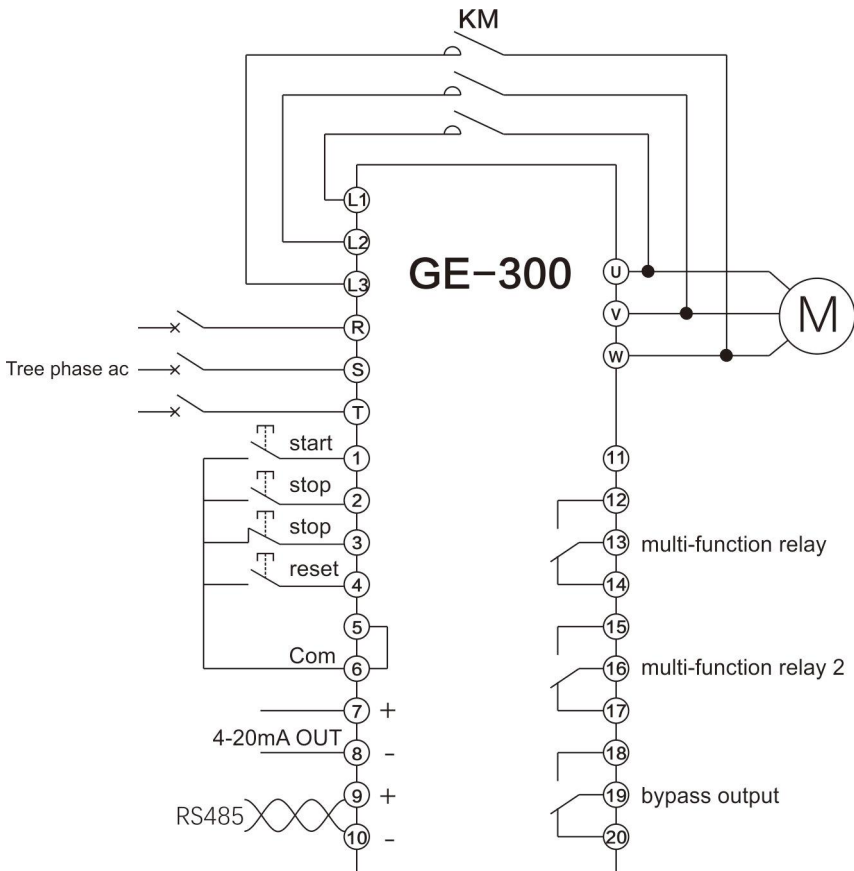 KM
L1
L2
GE-300
U
L3
M
V
R
W
Tree phase ac
S
T
start
1
11
stop
2
12
stop
3
13
multi-function relay
reset
4
14
5
15
Com
6
16
multi-function relay 2
7
+
17
4-20mA OUT
8
-
18
9
+
19
bypass output
RS485
10
-
20